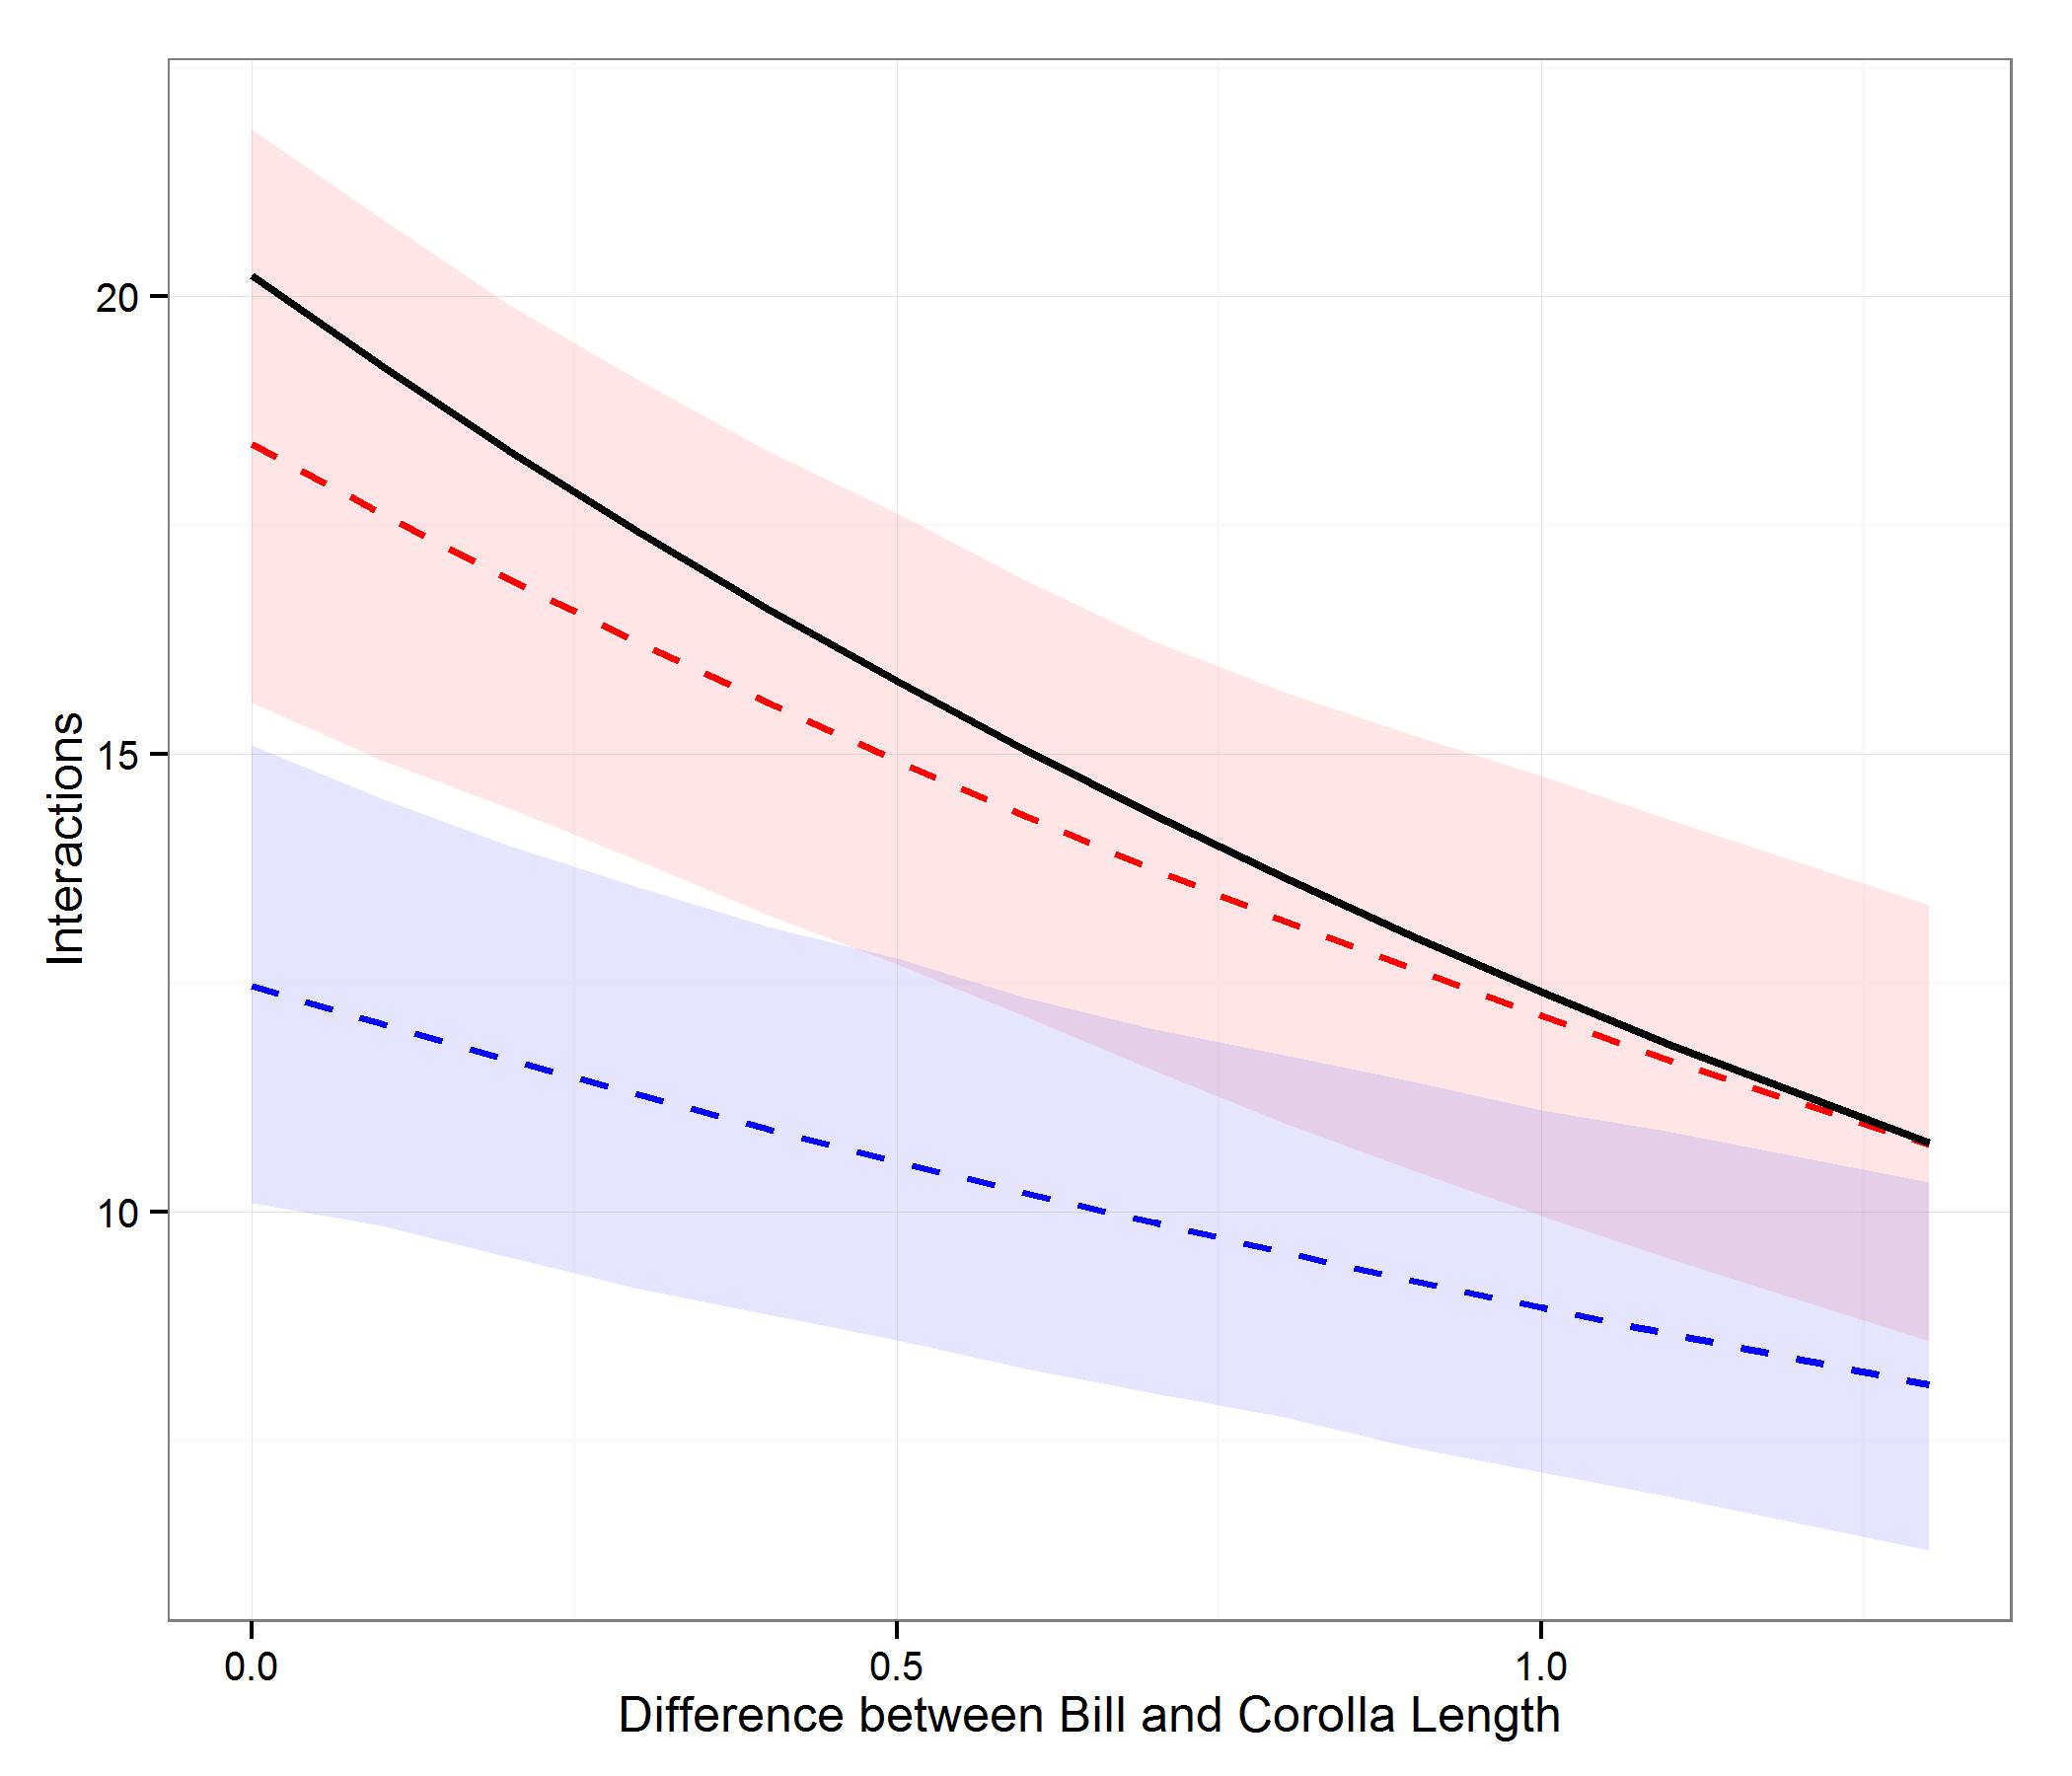 Interactions
20
15
10
0.0 0.5 1.0
Difference between Bill and Corolla Length